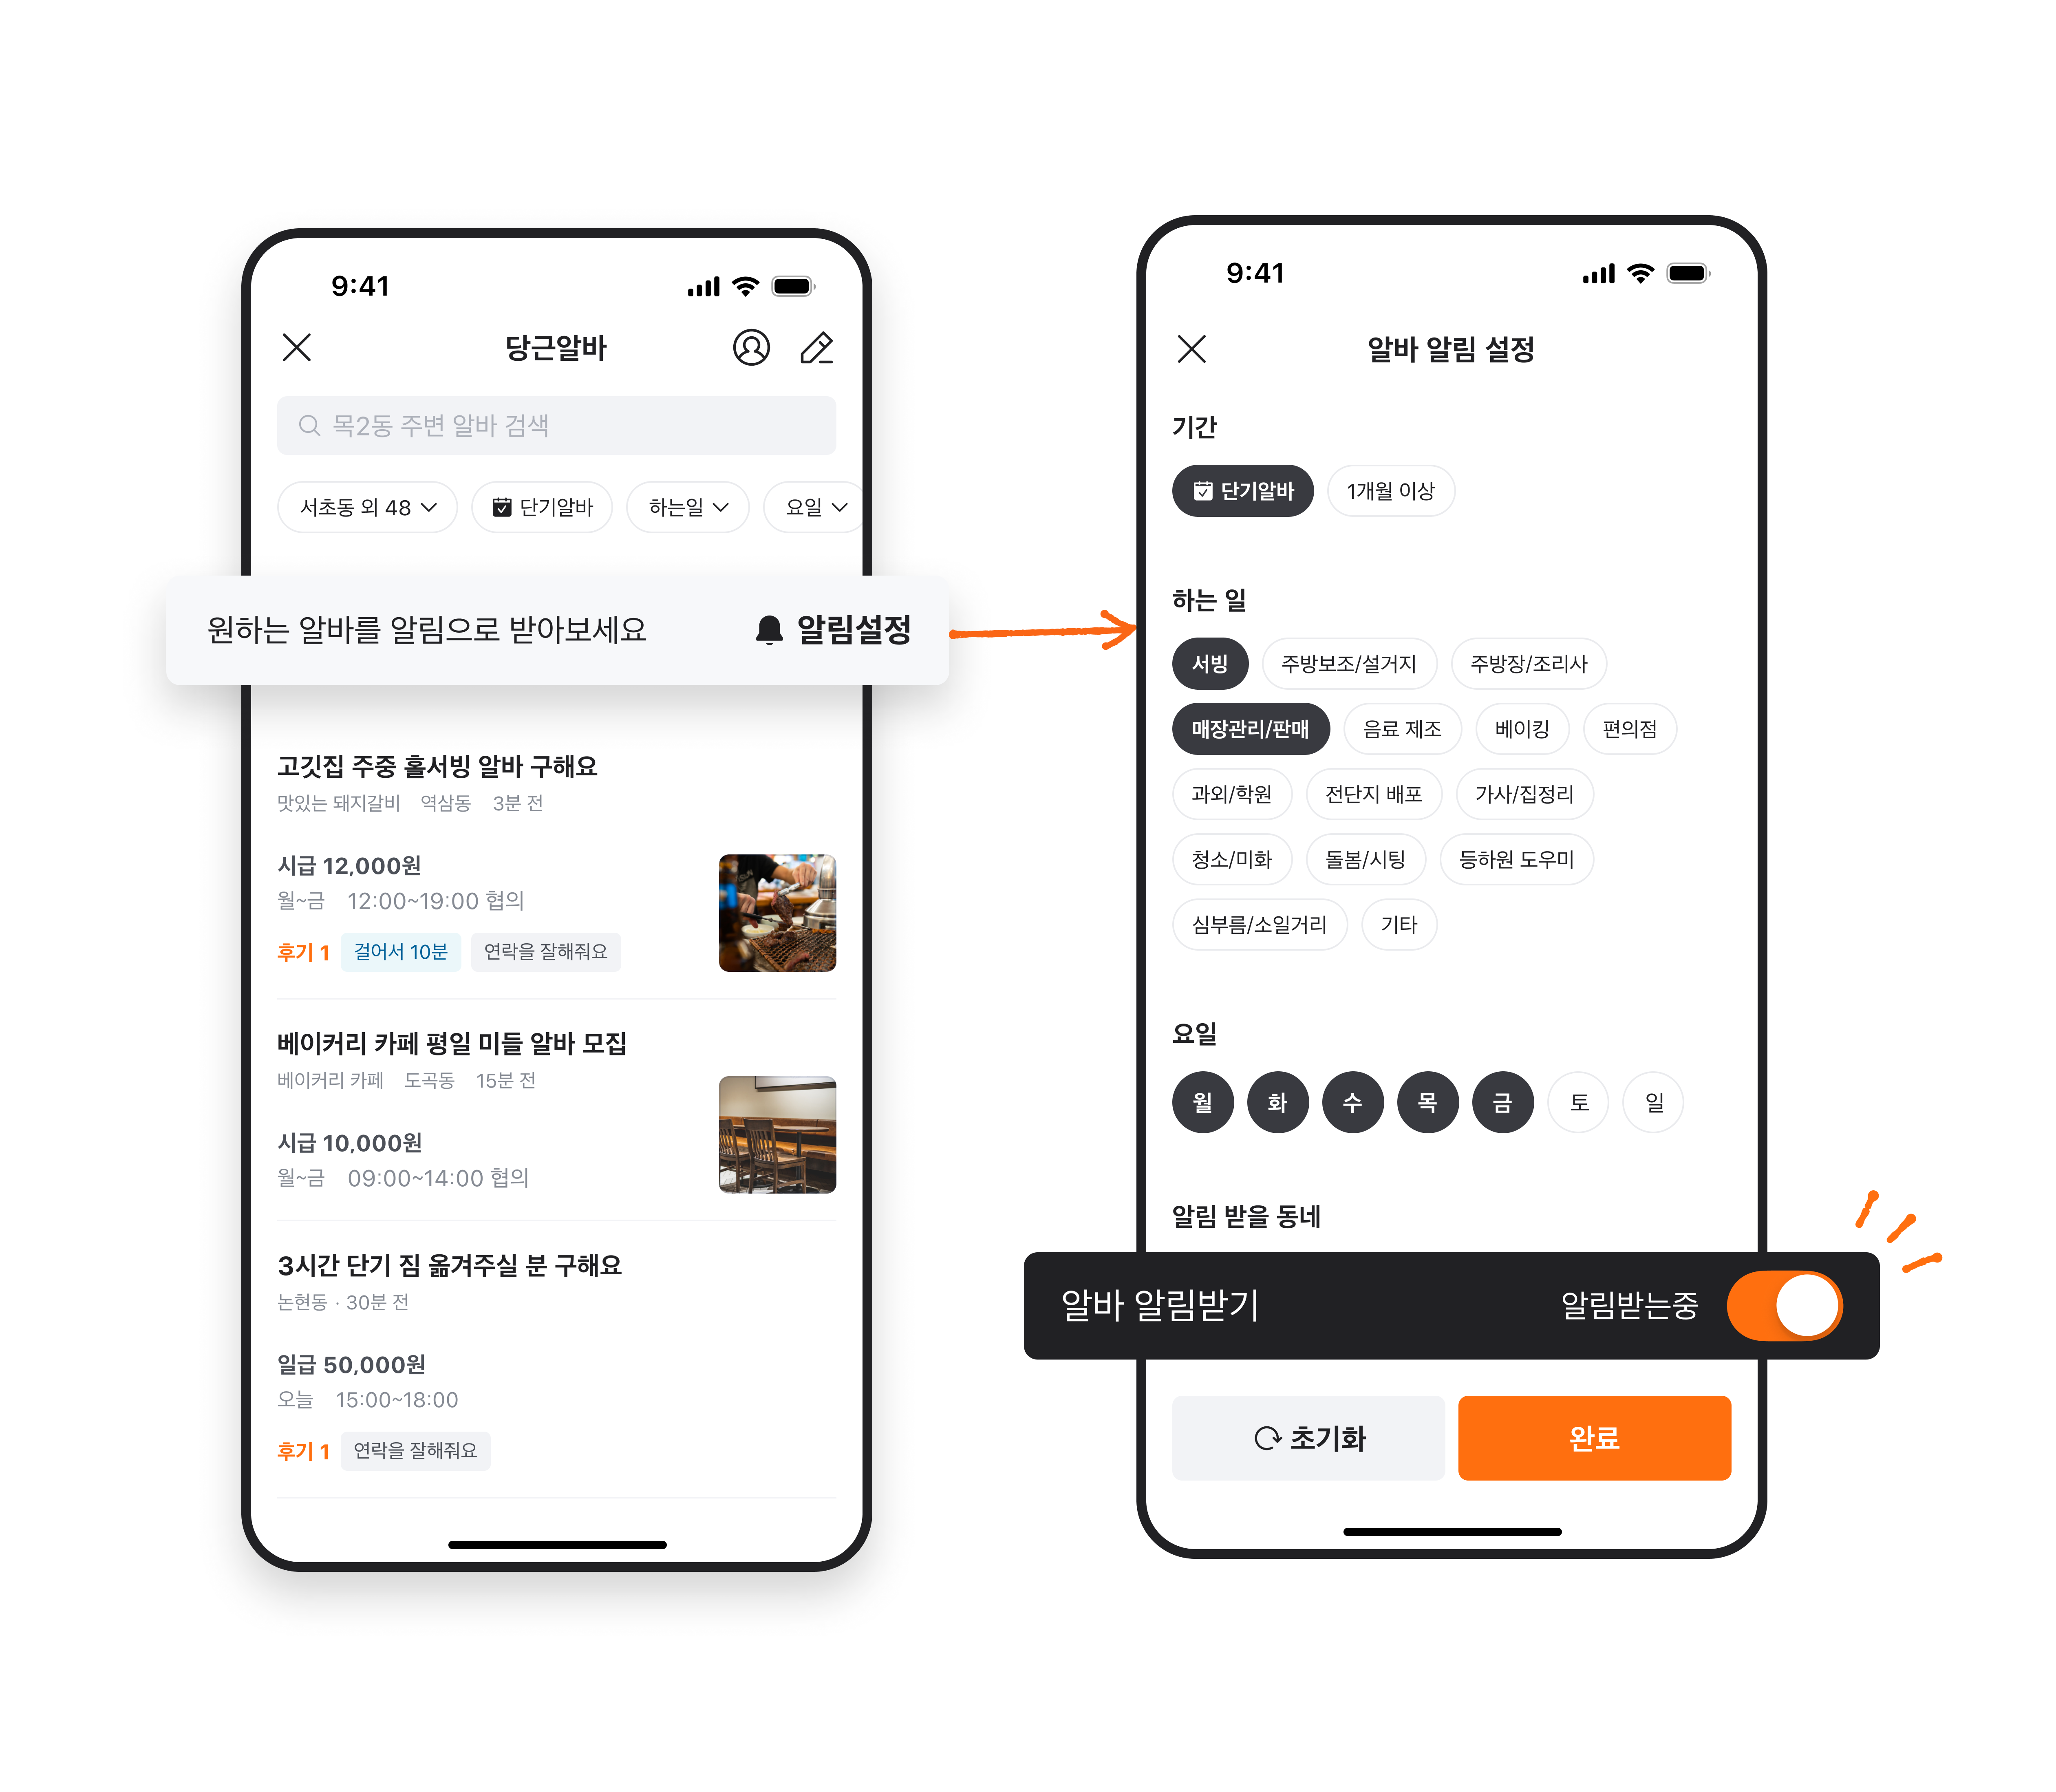 9:41
당근알바
목2동 주변 알바 검색
서초동 외 48 단기알바 하는일 요일
원하는 알바를 알림으로 받아보세요 알림설정
고깃집 주중 홀서빙 알바 구해요
맛있는 돼지갈비 역삼동 3분 전
시급 12,000원
월~금 12:00~19:00 협의
후기 1 걸어서 10분 연락을 잘해줘요
베이커리 카페 평일 미들 알바 모집
베이커리 카페 도곡동 15분 전
시급 10,000원
월~금 09:00~14:00 협의
3시간 단기 짐 옮겨주실 분 구해요
논현동 · 30분 전
일급 50,000원
오늘 15:00~18:00
후기 1 연락을 잘해줘요
9:41
알바 알림 설정
기간
단기알바 1개월 이상
하는 일
서빙 주방보조/설거지 주방장/조리사
매장관리/판매 음료 제조 베이킹 편의점
과외/학원 전단지 배포 가사/집정리
청소/미화 돌봄/시팅 등하원 도우미
심부름/소일거리 기타
요일
월 화 수 목 금 토 일
알림 받을 동네
알바 알림받기 알림받는중
초기화 완료